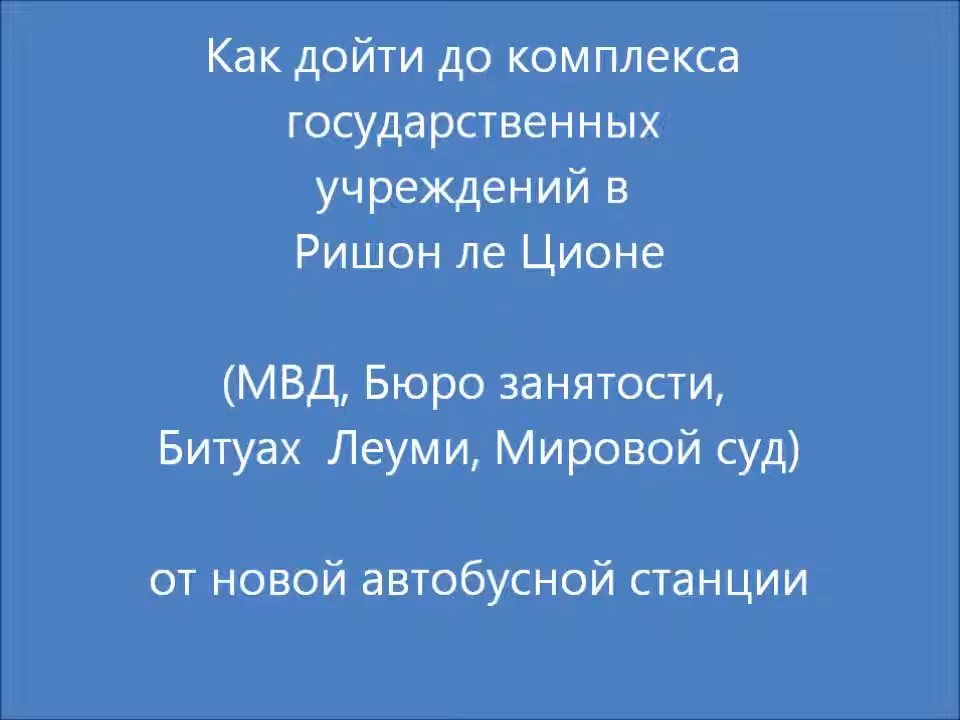 Как дойти до комплекса
государственных
учреждений в
Ришон ле Ционе
(МВД, Бюро занятости,
Битуах Леуми, Мировой суд)
от новой автобусной станции